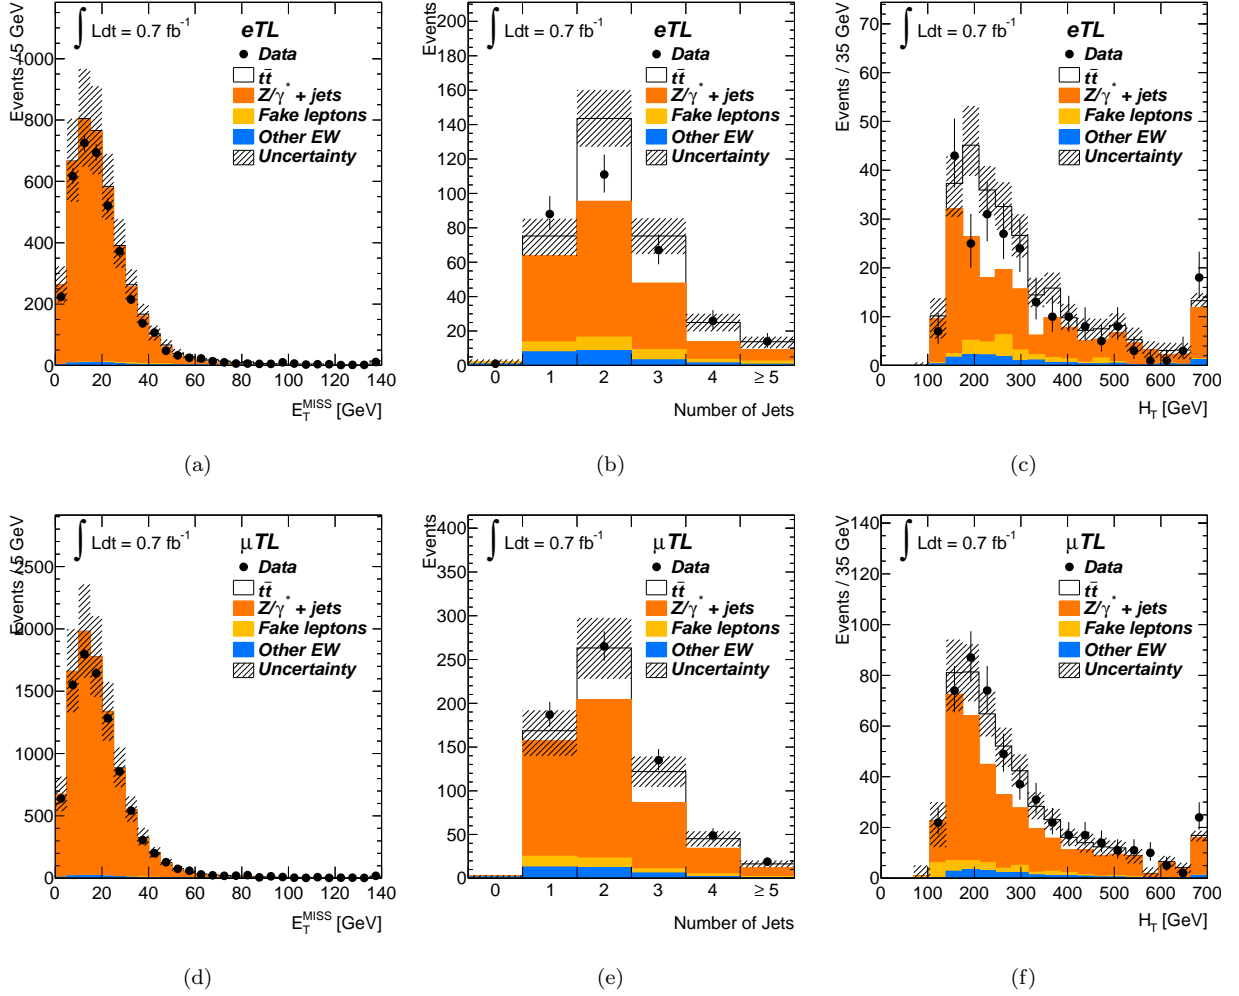 ∫ Ldt = 0.7 fb⁻¹ eTL
Data
tt̄
Z/γ* + jets
Fake leptons
Other EW
Uncertainty
Events / 5 GeV
1000
800
600
400
200
0
0 20 40 60 80 100 120 140
E_T^MISS [GeV]
(a)
∫ Ldt = 0.7 fb⁻¹ eTL
Data
tt̄
Z/γ* + jets
Fake leptons
Other EW
Uncertainty
Events
200
180
160
140
120
100
80
60
40
20
0
0 1 2 3 4 ≥ 5
Number of Jets
(b)
∫ Ldt = 0.7 fb⁻¹ eTL
Data
tt̄
Z/γ* + jets
Fake leptons
Other EW
Uncertainty
Events / 35 GeV
70
60
50
40
30
20
10
0
0 100 200 300 400 500 600 700
H_T [GeV]
(c)
∫ Ldt = 0.7 fb⁻¹ μTL
Data
tt̄
Z/γ* + jets
Fake leptons
Other EW
Uncertainty
Events / 5 GeV
2500
2000
1500
1000
500
0
0 20 40 60 80 100 120 140
E_T^MISS [GeV]
(d)
∫ Ldt = 0.7 fb⁻¹ μTL
Data
tt̄
Z/γ* + jets
Fake leptons
Other EW
Uncertainty
Events
400
350
300
250
200
150
100
50
0
0 1 2 3 4 ≥ 5
Number of Jets
(e)
∫ Ldt = 0.7 fb⁻¹ μTL
Data
tt̄
Z/γ* + jets
Fake leptons
Other EW
Uncertainty
Events / 35 GeV
140
120
100
80
60
40
20
0
0 100 200 300 400 500 600 700
H_T [GeV]
(f)